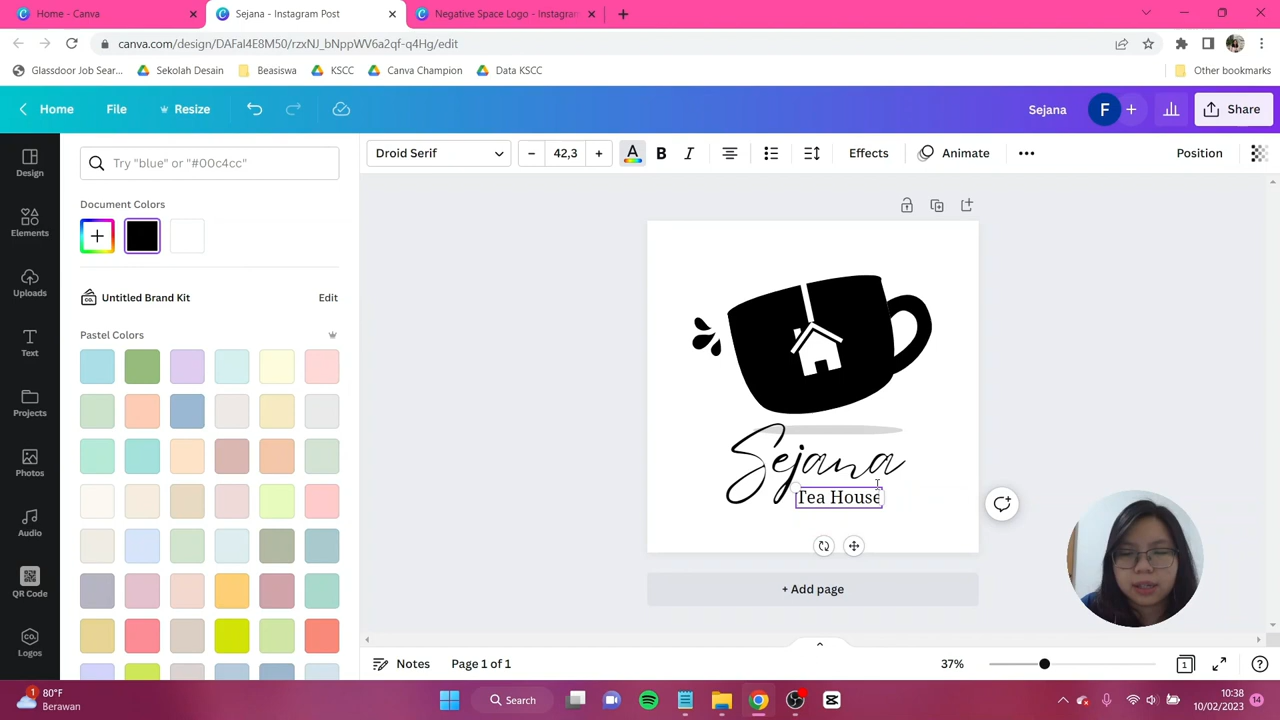 Home - Canva
Sejana - Instagram Post
Negative Space Logo - Instagram
canva.com/design/DAFaI4E8M50/rzxNJ_bNppWV6a2qf-q4Hg/edit
Glassdoor Job Sear...
Sekolah Desain
Beasiswa
KSCC
Canva Champion
Data KSCC
Other bookmarks
Home
File
Resize
Sejana
F
+
Share
Design
Elements
Uploads
Text
Projects
Photos
Audio
QR Code
Logos
Try "blue" or "#00c4cc"
Document Colors
Untitled Brand Kit
Edit
Pastel Colors
Droid Serif
− 42,3 +
A
B
I
Effects
Animate
Position
Sejana
Tea House
+ Add page
Notes
Page 1 of 1
37%
1
?
1
80°F
Berawan
Search
10:38
10/02/2023
14